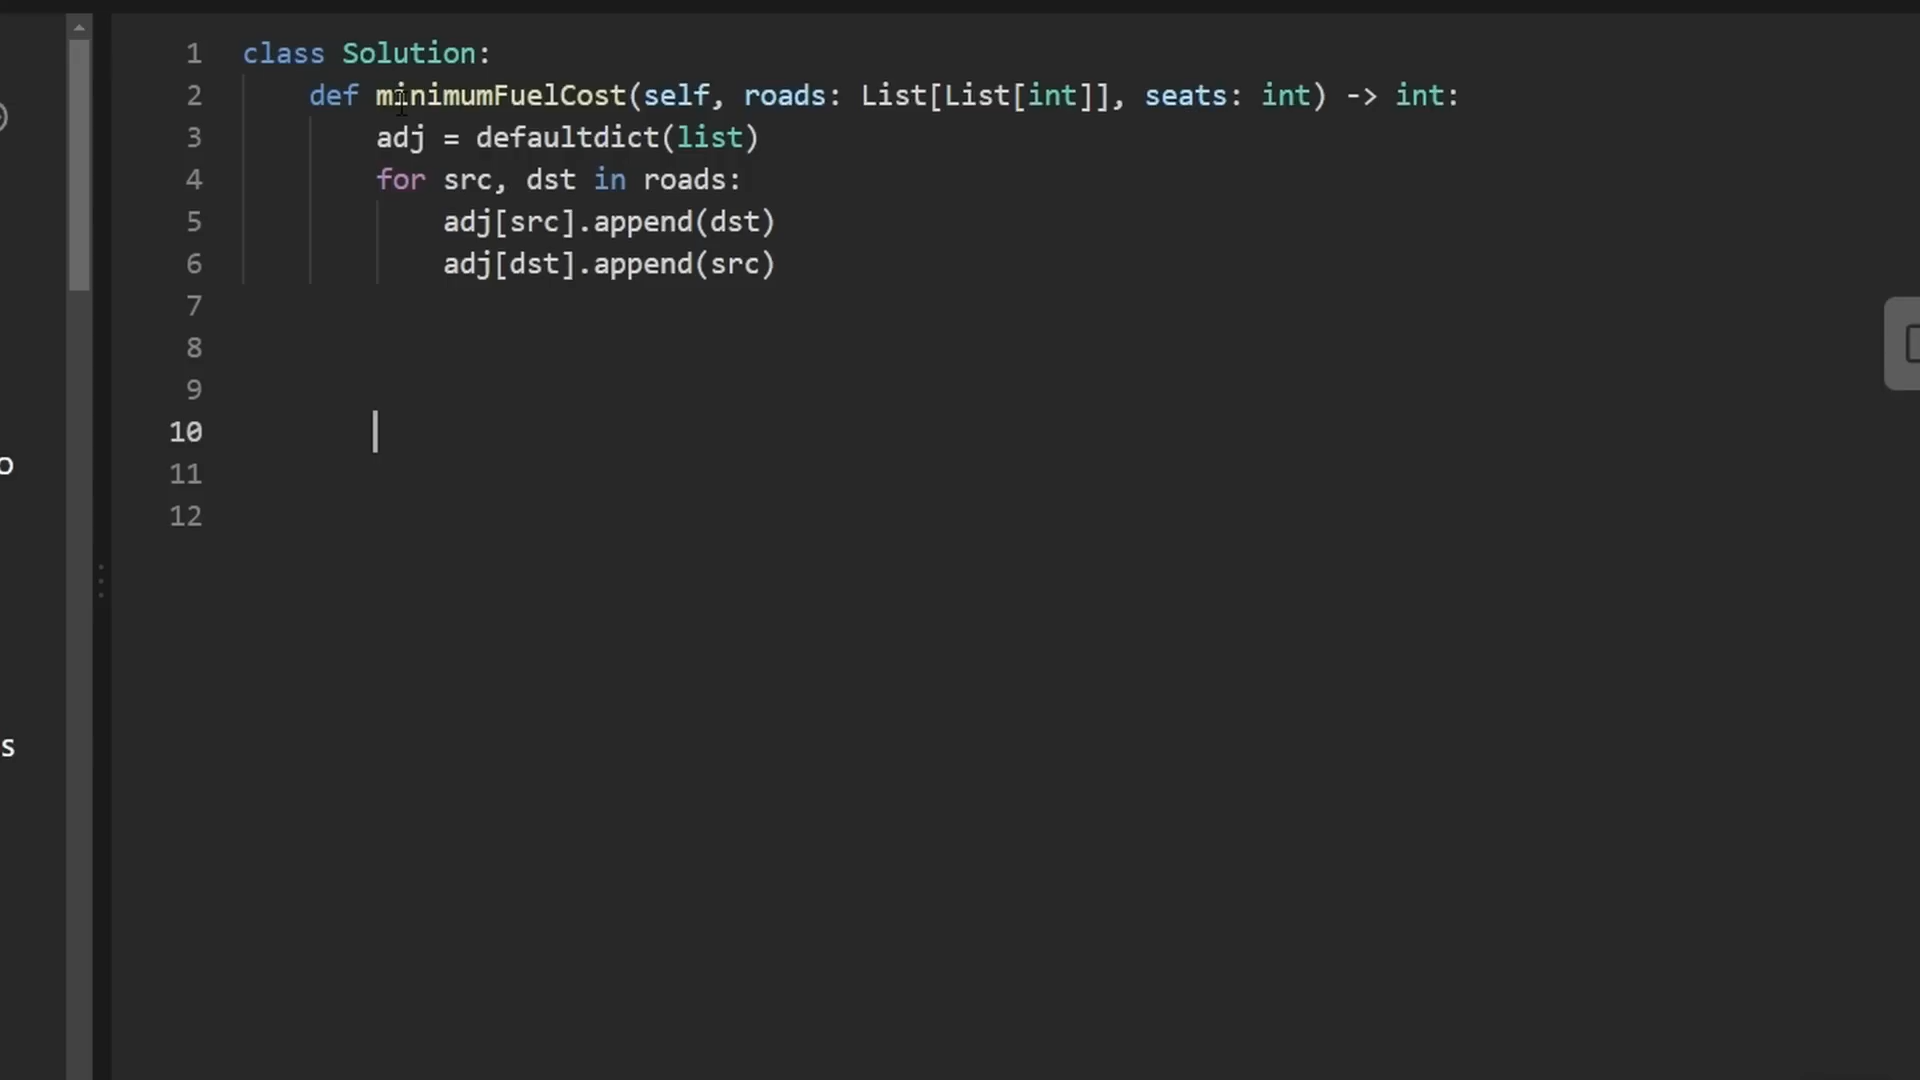 1 class Solution:
2 def minimumFuelCost(self, roads: List[List[int]], seats: int) -> int:
3 adj = defaultdict(list)
4 for src, dst in roads:
5 adj[src].append(dst)
6 adj[dst].append(src)
7
8
9
10
o
11
12
s